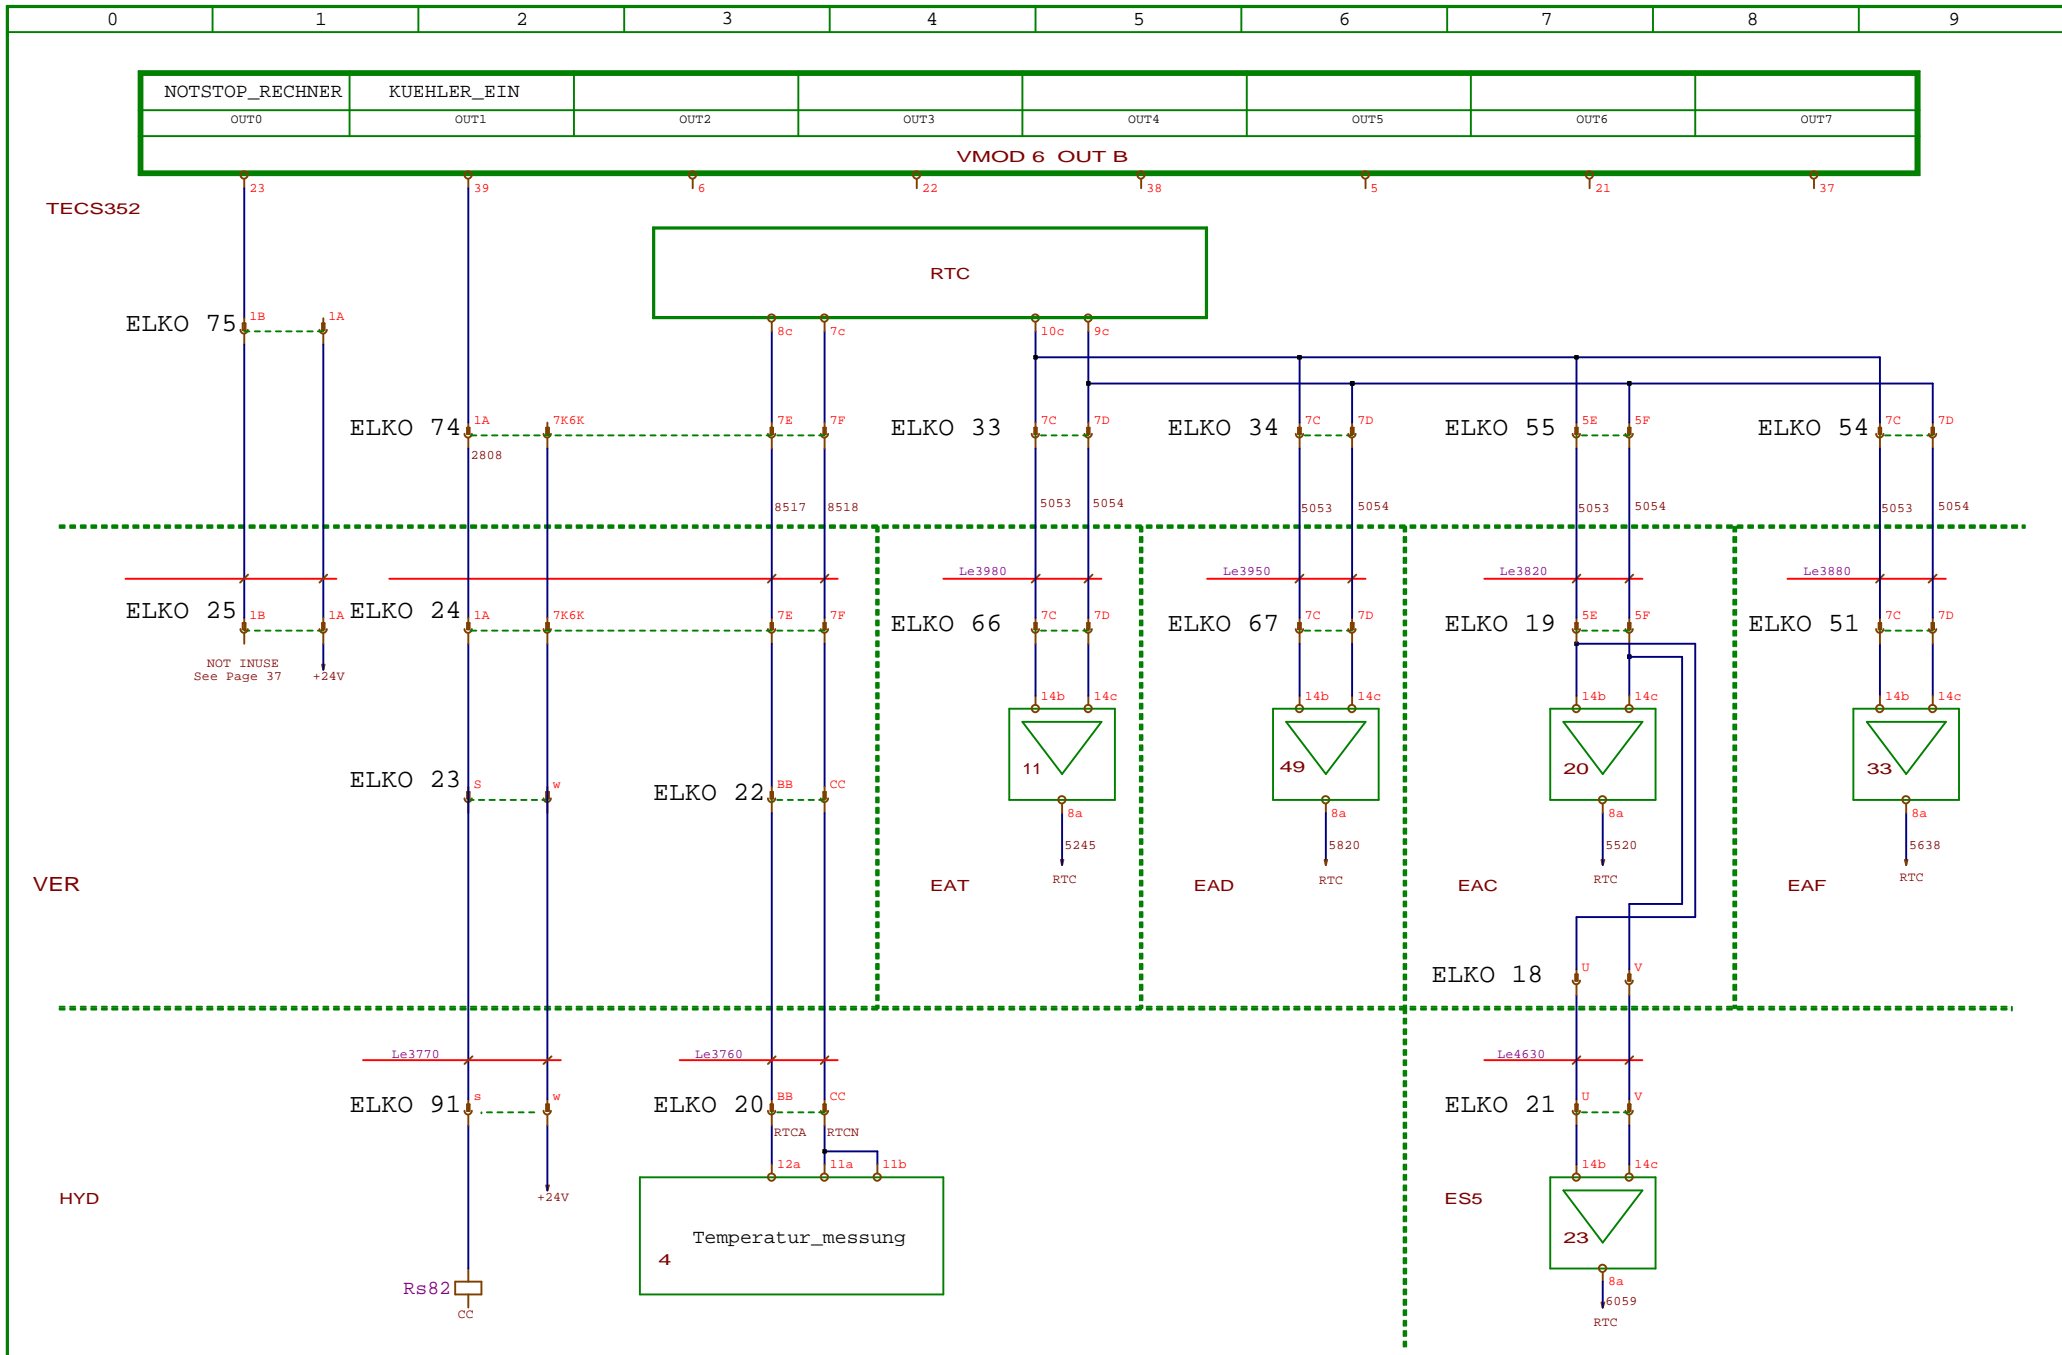 0 1 2 3 4 5 6 7 8 9
NOTSTOP_RECHNER KUEHLER_EIN
OUT0 OUT1 OUT2 OUT3 OUT4 OUT5 OUT6 OUT7
VMOD 6 OUT B
23 39 6 22 38 5 21 37
TECS352
RTC
ELKO 75 1B 1A
8c 7c 10c 9c
ELKO 74 1A 7K6K 7E 7F ELKO 33 7C 7D ELKO 34 7C 7D ELKO 55 5E 5F ELKO 54 7C 7D
2808
8517 8518 5053 5054 5053 5054 5053 5054 5053 5054
Le3980 Le3950 Le3820 Le3880
ELKO 25 1B 1A ELKO 24 1A 7K6K 7E 7F ELKO 66 7C 7D ELKO 67 7C 7D ELKO 19 5E 5F ELKO 51 7C 7D
NOT INUSE
See Page 37 +24V
14b 14c 14b 14c 14b 14c 14b 14c
11 49 20 33
ELKO 23 S w ELKO 22 BB CC
8a 8a 8a 8a
5245 5820 5520 5638
RTC RTC RTC RTC
VER EAT EAD EAC EAF
ELKO 18 U V
Le3770 Le3760 Le4630
ELKO 91 s w ELKO 20 BB CC ELKO 21 U V
RTCA RTCN
12a 11a 11b 14b 14c
HYD +24V ES5
Temperatur_messung
4 23
Rs82
CC
8a
6059
RTC